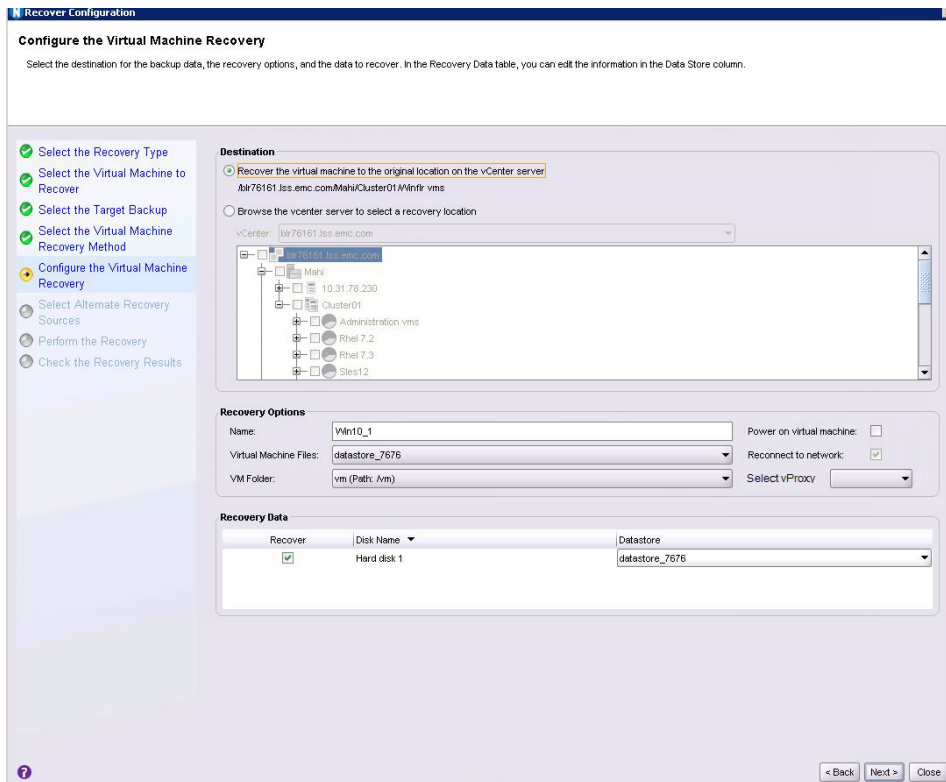 N Recover Configuration
Configure the Virtual Machine Recovery
Select the destination for the backup data, the recovery options, and the data to recover. In the Recovery Data table, you can edit the information in the Data Store column.
Select the Recovery Type
Select the Virtual Machine to
Recover
Select the Target Backup
Select the Virtual Machine
Recovery Method
Configure the Virtual Machine
Recovery
Select Alternate Recovery
Sources
Perform the Recovery
Check the Recovery Results
Destination
Recover the virtual machine to the original location on the vCenter server
/blr76161.lss.emc.com/Mahi/Cluster01/Winflr vms
Browse the vcenter server to select a recovery location
vCenter: blr76161.lss.emc.com
blr76161.lss.emc.com
Mahi
10.31.78.230
Cluster01
Administration vms
Rhel 7.2
Rhel 7.3
Sles12
Recovery Options
Name: Win10_1 Power on virtual machine:
Virtual Machine Files: datastore_7676 Reconnect to network:
VM Folder: vm (Path: /vm) Select vProxy
Recovery Data
Recover Disk Name Datastore
Hard disk 1 datastore_7676
? < Back Next > Close